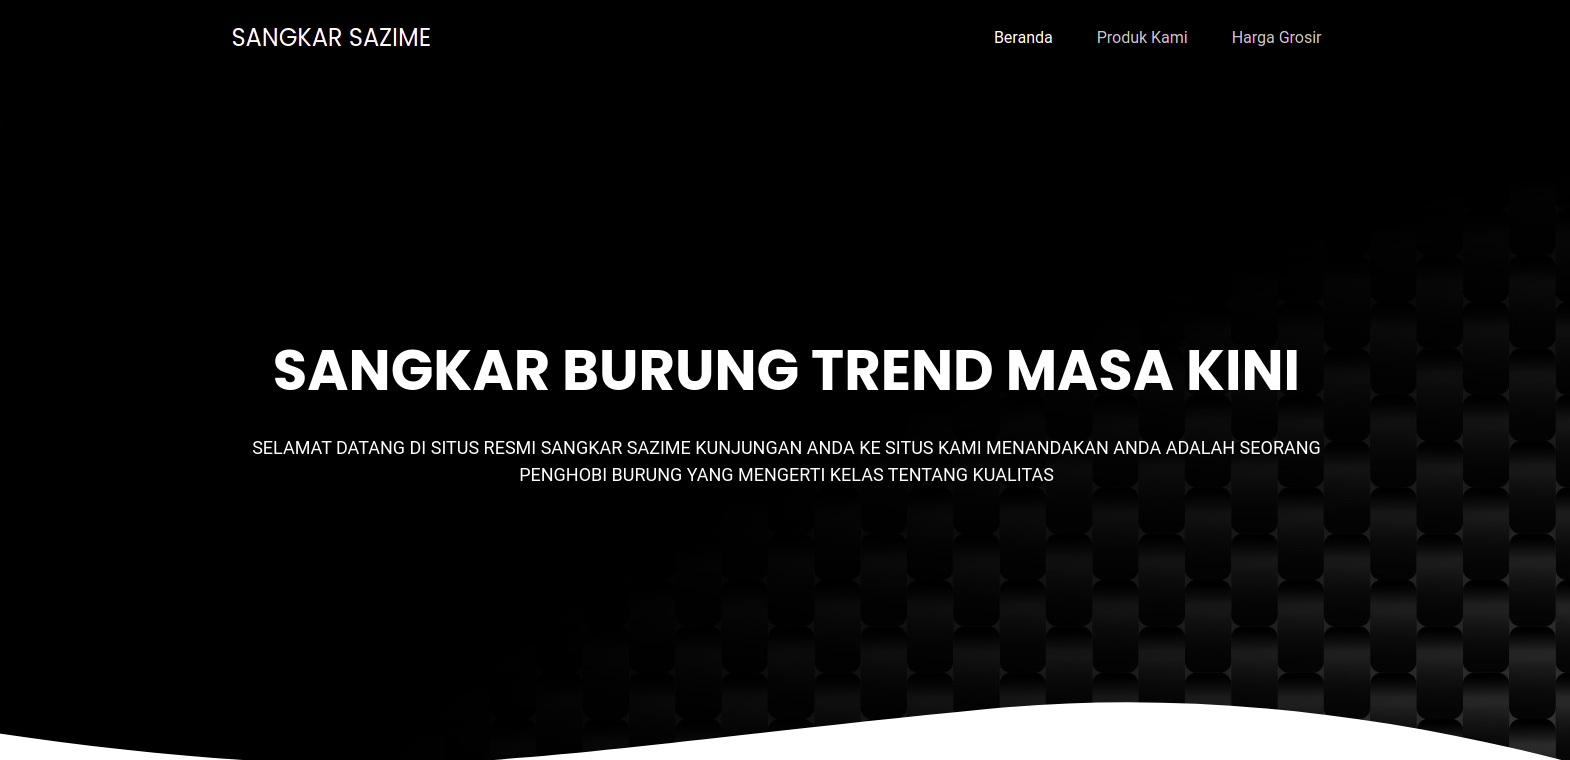 SANGKAR SAZIME
Beranda Produk Kami Harga Grosir
SANGKAR BURUNG TREND MASA KINI
SELAMAT DATANG DI SITUS RESMI SANGKAR SAZIME KUNJUNGAN ANDA KE SITUS KAMI MENANDAKAN ANDA ADALAH SEORANG
PENGHOBI BURUNG YANG MENGERTI KELAS TENTANG KUALITAS